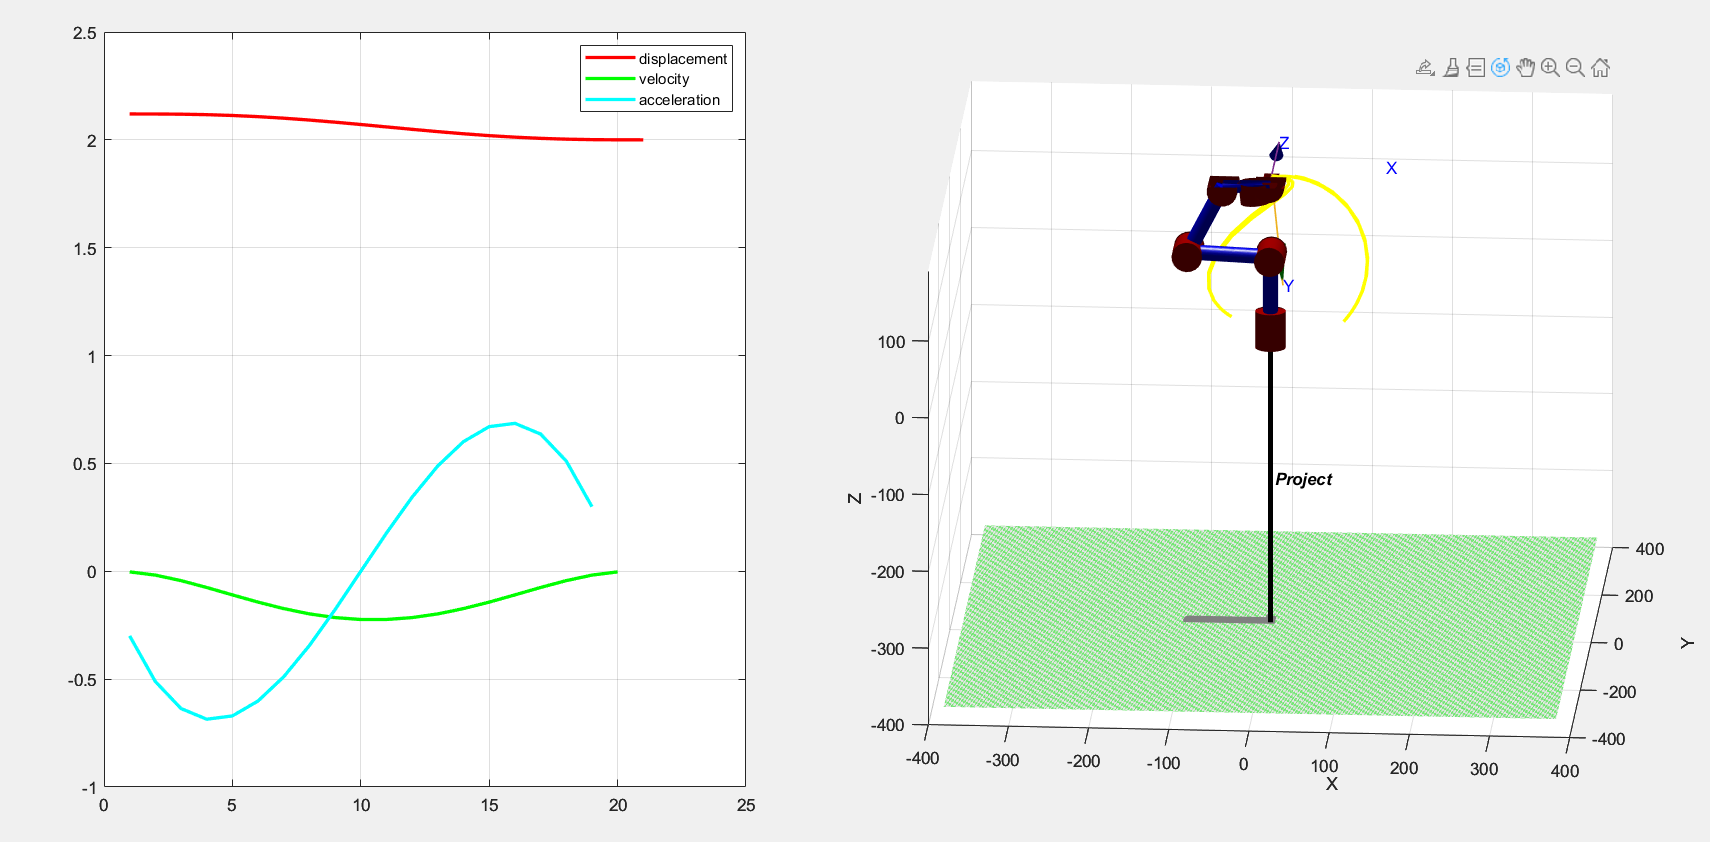 2.5
2
1.5
1
0.5
0
-0.5
-1
0 5 10 15 20 25
displacement
velocity
acceleration
Z
X
Y
Project
Z
100
0
-100
-200
-300
-400
-400 -300 -200 -100 0 100 200 300 400
X
400
200
0
-200
-400
Y